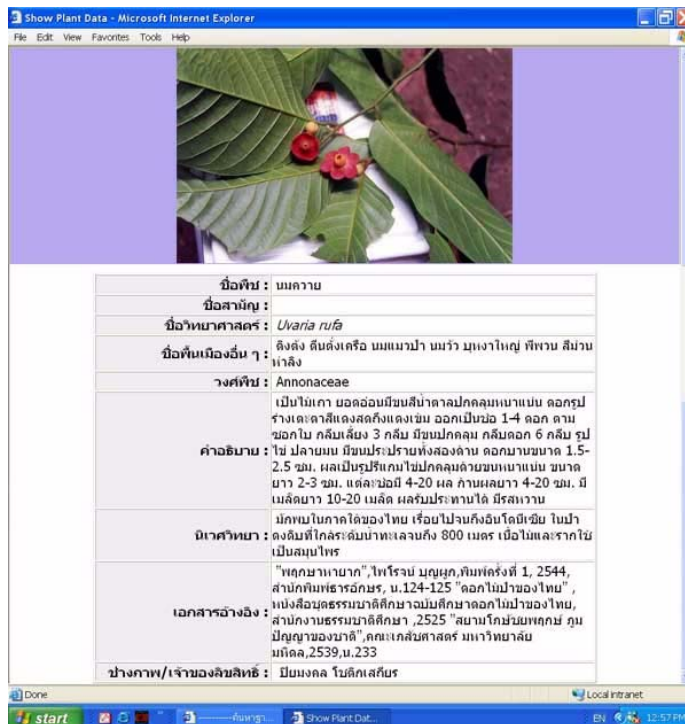 Show Plant Data - Microsoft Internet Explorer
File Edit View Favorites Tools Help
ชื่อพืช : นมควาย
ชื่อสามัญ :
ชื่อวิทยาศาสตร์ : Uvaria rufa
ชื่อพื้นเมืองอื่น ๆ : ติงตัง ตีนตั่งเครือ นมแมวป่า นมวัว บุหงาใหญ่ พีพวน สีม่วน
หำลิง
วงศ์พืช : Annonaceae
คำอธิบาย : เป็นไม้เถา ยอดอ่อนมีขนสีน้ำตาลปกคลุมหนาแน่น ดอกรูป
ร่างเตะตาสีแดงสดถึงแดงเข้ม ออกเป็นช่อ 1-4 ดอก ตาม
ซอกใบ กลีบเลี้ยง 3 กลีบ มีขนปกคลุม กลีบดอก 6 กลีบ รูป
ไข่ ปลายมน มีขนประปรายทั้งสองด้าน ดอกบานขนาด 1.5-
2.5 ซม. ผลเป็นรูปรีแกมไข่ปกคลุมด้วยขนหนาแน่น ขนาด
ยาว 2-3 ซม. แต่ละช่อมี 4-20 ผล ก้านผลยาว 4-20 ซม. มี
เมล็ดยาว 10-20 เมล็ด ผลรับประทานได้ มีรสหวาน
นิเวศวิทยา : มักพบในภาคใต้ของไทย เรื่อยไปจนถึงอินโดนีเซีย ในป่า
ดงดิบที่ใกล้ระดับน้ำทะเลจนถึง 800 เมตร เนื้อไม้และรากใช้
เป็นสมุนไพร
เอกสารอ้างอิง : "พฤกษาหายาก",ไพโรจน์ บุญผูก,พิมพ์ครั้งที่ 1, 2544,
สำนักพิมพ์ธารอักษร, น.124-125 "ดอกไม้ป่าของไทย" ,
หนังสือชุดธรรมชาติศึกษาฉบับศึกษาดอกไม้ป่าของไทย,
สำนักงานธรรมชาติศึกษา ,2525 "สยามไภษัชยพฤกษ์ ภูมิ
ปัญญาของชาติ",คณะเภสัชศาสตร์ มหาวิทยาลัย
มหิดล,2539,น.233
ช่างภาพ/เจ้าของลิขสิทธิ์ : ปิยมงคล โชติกเสถียร
Done
Local intranet
start
Show Plant Dat...
EN
12:57 PM